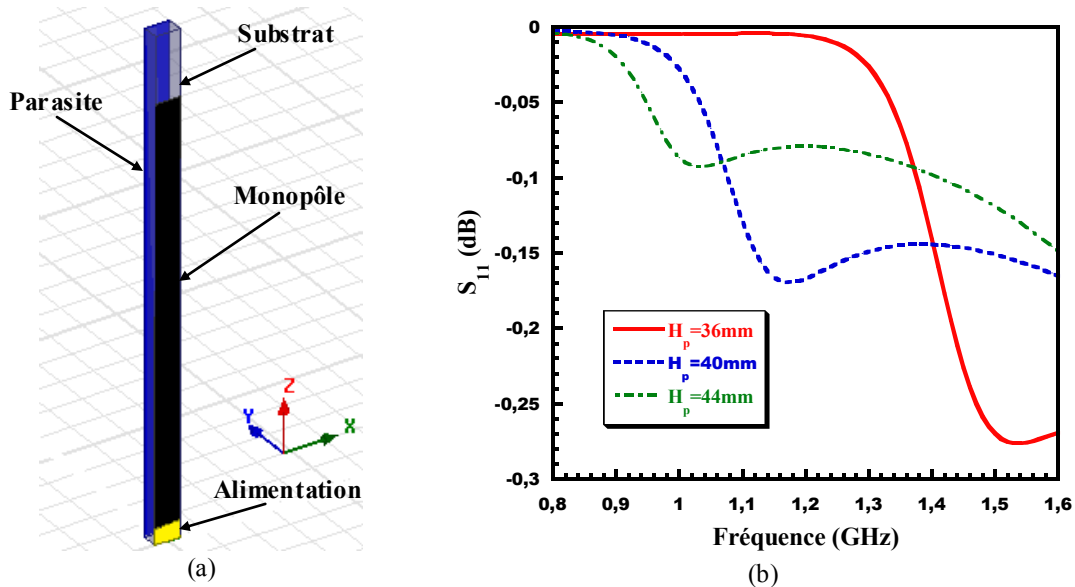 Substrat
Parasite
Monopôle
Z
Y
X
Alimentation
(a)
0
-0,05
-0,1
-0,15
-0,2
-0,25
-0,3
S11 (dB)
Hp=36mm
Hp=40mm
Hp=44mm
0,8 0,9 1 1,1 1,2 1,3 1,4 1,5 1,6
Fréquence (GHz)
(b)